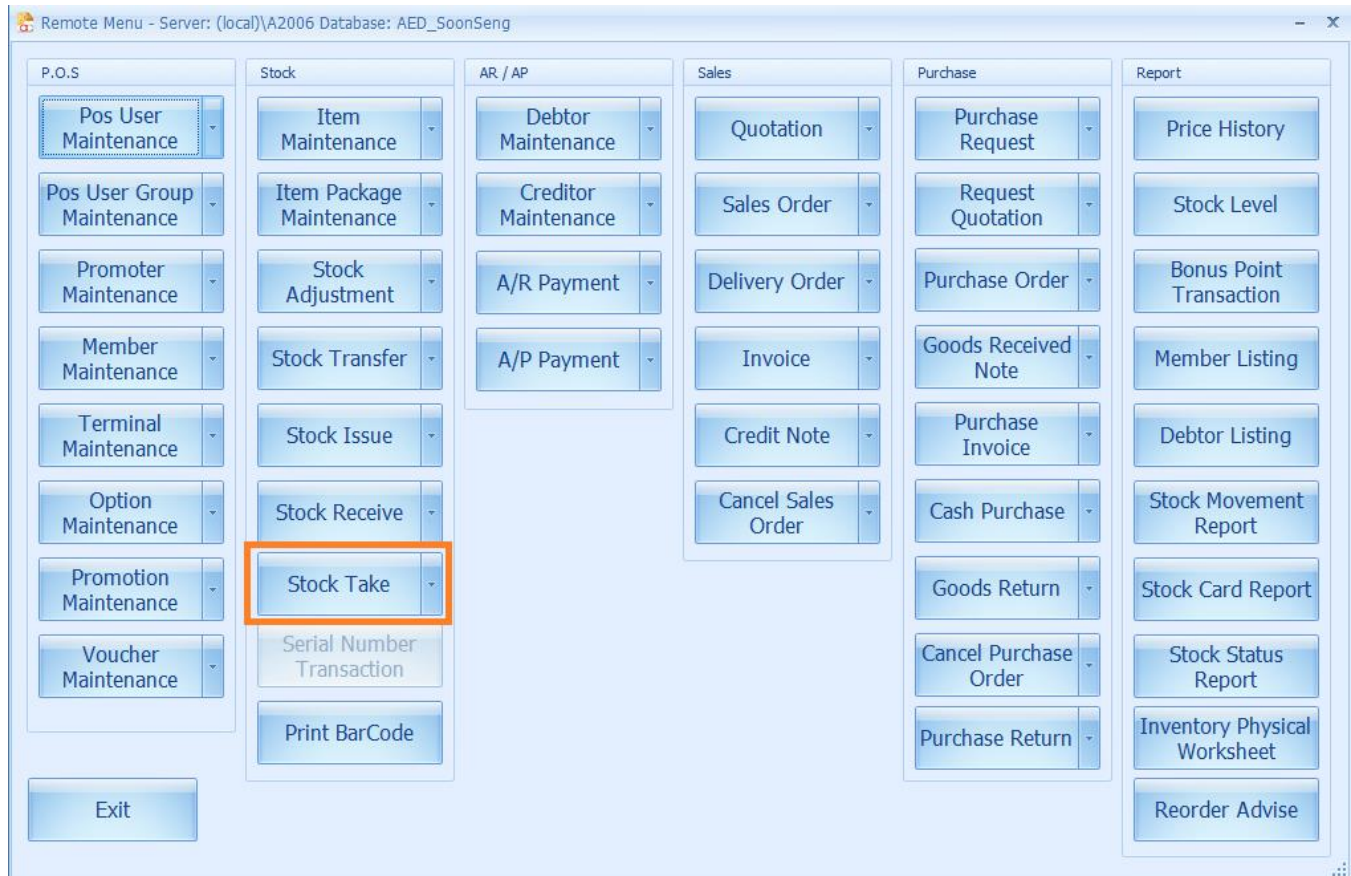 Remote Menu - Server: (local)\A2006 Database: AED_SoonSeng
P.O.S
Pos User
Maintenance
Pos User Group
Maintenance
Promoter
Maintenance
Member
Maintenance
Terminal
Maintenance
Option
Maintenance
Promotion
Maintenance
Voucher
Maintenance
Exit
Stock
Item
Maintenance
Item Package
Maintenance
Stock
Adjustment
Stock Transfer
Stock Issue
Stock Receive
Stock Take
Serial Number
Transaction
Print BarCode
AR / AP
Debtor
Maintenance
Creditor
Maintenance
A/R Payment
A/P Payment
Sales
Quotation
Sales Order
Delivery Order
Invoice
Credit Note
Cancel Sales
Order
Purchase
Purchase
Request
Request
Quotation
Purchase Order
Goods Received
Note
Purchase
Invoice
Cash Purchase
Goods Return
Cancel Purchase
Order
Purchase Return
Report
Price History
Stock Level
Bonus Point
Transaction
Member Listing
Debtor Listing
Stock Movement
Report
Stock Card Report
Stock Status
Report
Inventory Physical
Worksheet
Reorder Advise